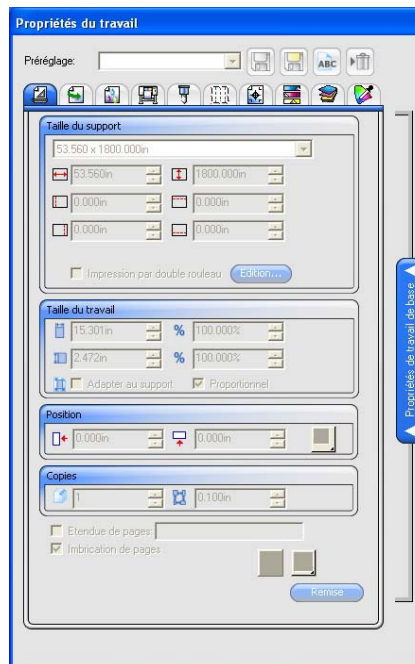 Propriétés du travail
Préréglage:
ABC
Taille du support
53.560 x 1800.000in
53.560in 1800.000in
0.000in 0.000in
0.000in 0.000in
Impression par double rouleau Edition...
Taille du travail
15.301in % 100.000%
2.472in % 100.000%
Adapter au support Proportionnel
Position
0.000in 0.000in
Copies
1 0.100in
Etendue de pages:
Imbrication de pages
Remise
Propriétés de travail de base